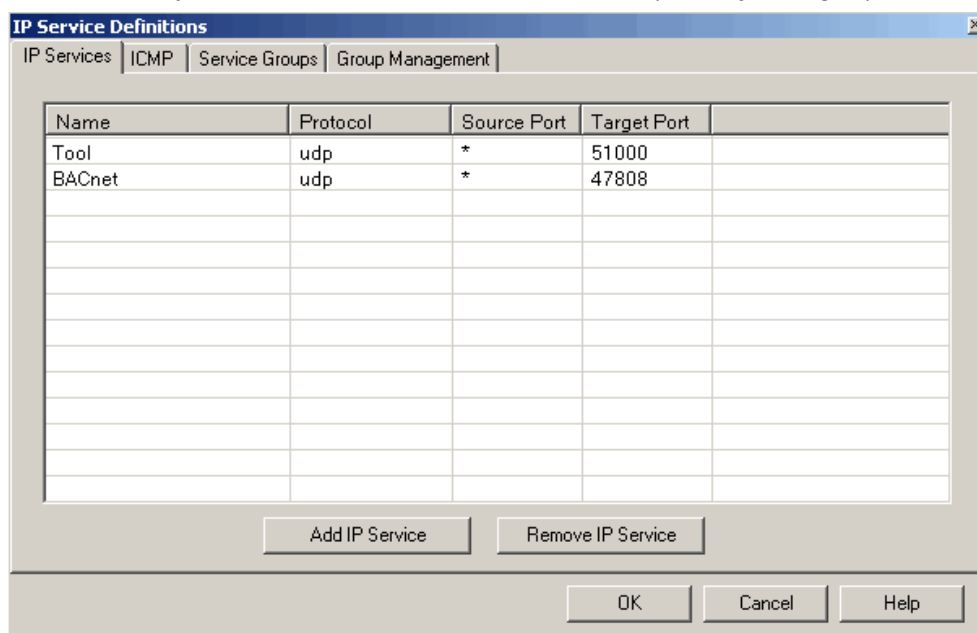 IP Service Definitions
IP Services ICMP Service Groups Group Management
Name Protocol Source Port Target Port
Tool udp * 51000
BACnet udp * 47808
Add IP Service Remove IP Service
OK Cancel Help